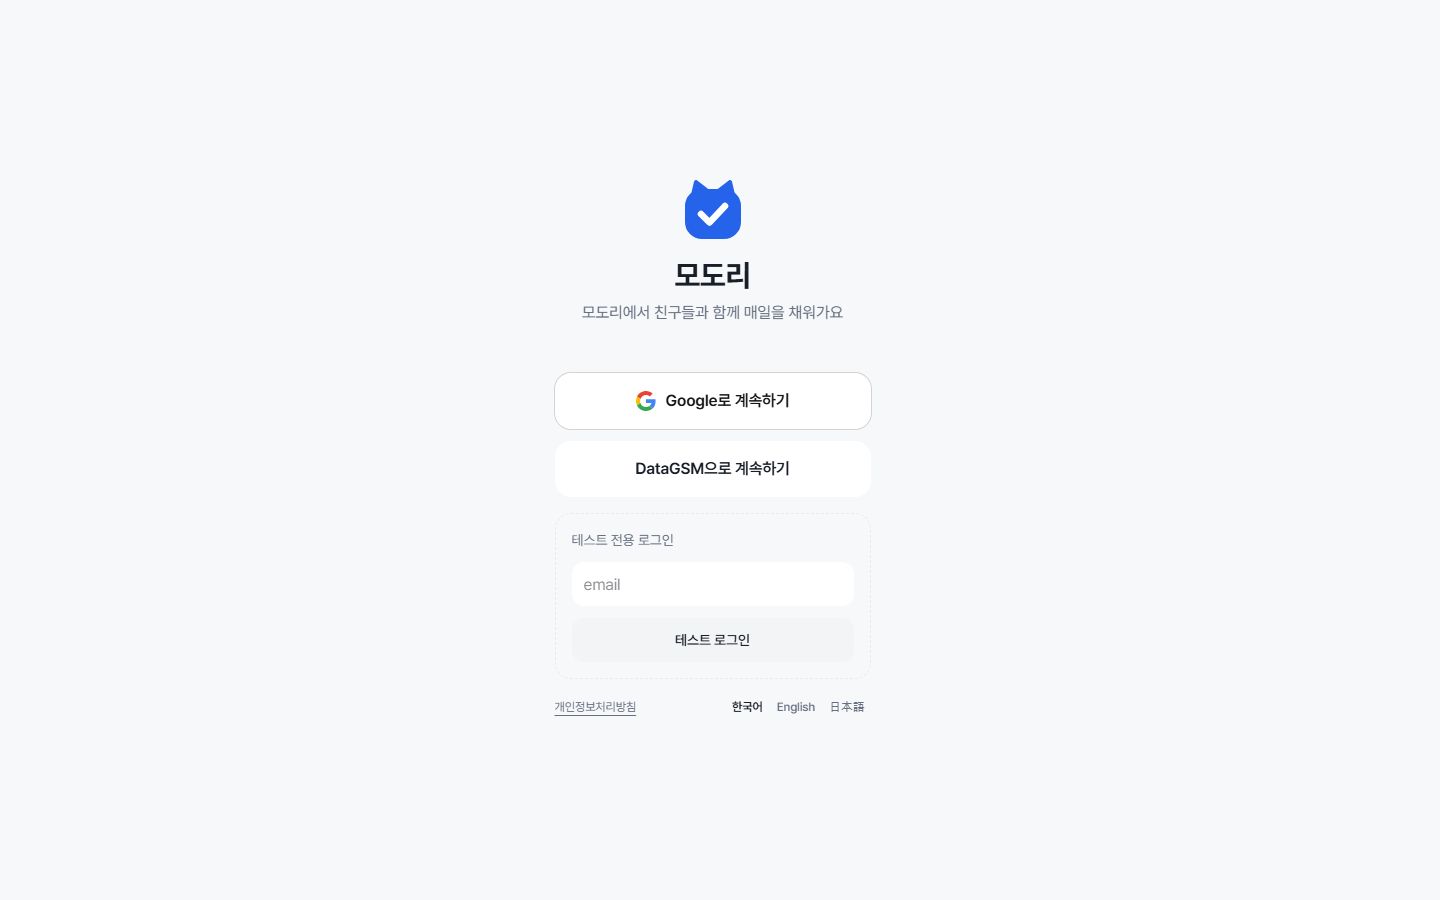 모도리
모도리에서 친구들과 함께 매일을 채워가요
Google로 계속하기
DataGSM으로 계속하기
테스트 전용 로그인
email
테스트 로그인
개인정보처리방침 한국어 English 日本語